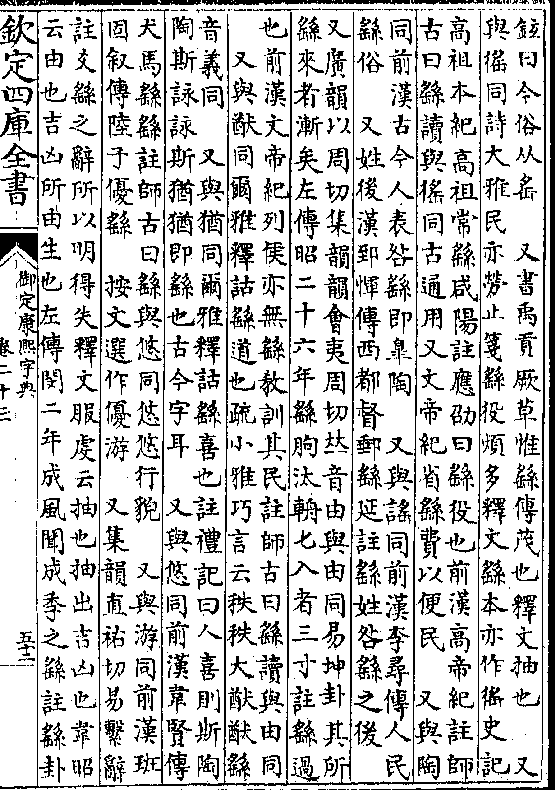 鉉曰今俗从䍃　又書禹貢厥草惟繇傳茂也釋文抽也　又
與徭同詩大雅民亦勞止箋繇役煩多釋文繇本亦作徭史記
高祖本紀高祖常繇咸陽註應劭曰繇役也前漢高帝紀註師
古曰繇讀與徭同古通用又文帝紀省繇費以便民　又與陶
同前漢古今人表咎繇即臯陶　又與謠同前漢李尋傳人民
繇俗　又姓後漢郅惲傳西都督郵繇延註繇姓咎繇之後
又廣韻以周切集韻韻會夷周切𠀤音由與由同易坤卦其所
繇來者漸矣左傳昭二十六年繇朐汰輈匕入者三寸註繇過
也前漢文帝紀列侯亦無繇教訓其民註師古曰繇讀與由同
又與猷同爾雅釋詁繇道也疏小雅巧言云秩秩大猷猷繇
音義同　又與猶同爾雅釋詁繇喜也註禮記曰人喜則斯陶
陶斯詠詠斯猶猶即繇也古今字耳　又與悠同前漢韋賢傳
犬馬繇繇註師古曰繇與悠同悠悠行貌　又與游同前漢班
固叙傳陸子優繇　按文選作優游　又集韻直祐切易繫辭
註爻繇之辭所以明得失釋文服虔云抽也抽出吉凶也韋昭
云由也吉凶所由生也左傳閔二年成風聞成季之繇註繇卦
欽定四庫全書
御定康熙字典
卷二十三
五十二